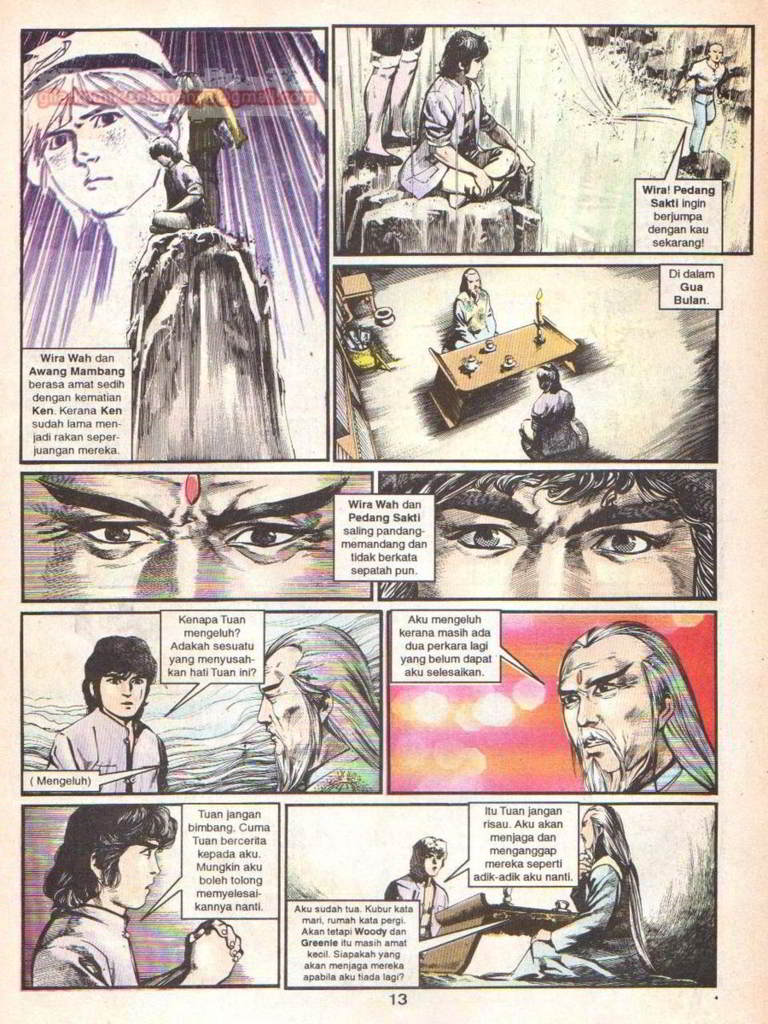 Wira Wah dan
Awang Mambang
berasa amat sedih
dengan kematian
Ken. Kerana Ken
sudah lama men-
jadi rakan seper-
juangan mereka.
Wira! Pedang
Sakti ingin
berjumpa
dengan kau
sekarang!
Di dalam
Gua
Bulan.
Wira Wah dan
Pedang Sakti
saling pandang-
memandang dan
tidak berkata
sepatah pun.
Kenapa Tuan
mengeluh?
Adakah sesuatu
yang menyusah-
kan hati Tuan ini?
( Mengeluh)
Aku mengeluh
kerana masih ada
dua perkara lagi
yang belum dapat
aku selesaikan.
Tuan jangan
bimbang. Cuma
Tuan bercerita
kepada aku.
Mungkin aku
boleh tolong
memyelesai-
kannya nanti.
Aku sudah tua. Kubur kata
mari, rumah kata pergi.
Akan tetapi Woody dan
Greenie itu masih amat
kecil. Siapakah yang
akan menjaga mereka
apabila aku tiada lagi?
Itu Tuan jangan
risau. Aku akan
menjaga dan
menganggap
mereka seperti
adik-adik aku nanti.
13